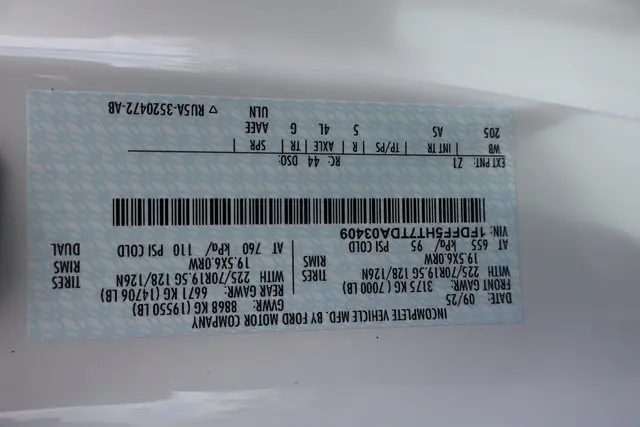 INCOMPLETE VEHICLE MFD. BY FORD MOTOR COMPANY
DATE: 09/25 GVWR: 8868 KG (19550 LB)
FRONT GAWR: 3175 KG (7000 LB) REAR GAWR: 6671 KG (14706 LB)
WITH 225/70R19.5G 128/126N TIRES WITH 225/70R19.5G 128/126N TIRES
19.5X6.0RW RIMS 19.5X6.0RW RIMS
AT 655 kPa/ 95 PSI COLD AT 760 kPa/ 110 PSI COLD DUAL
VIN: 1FDFF5HT7TDA03409
EXT PNT: Z1 RC: 44 DSO:
WB | INT TR | TP/PS | R | AXLE | TR | SPR
205 AS 5 4L G AAEE
ULN
▽ RU5A-3520472-AB